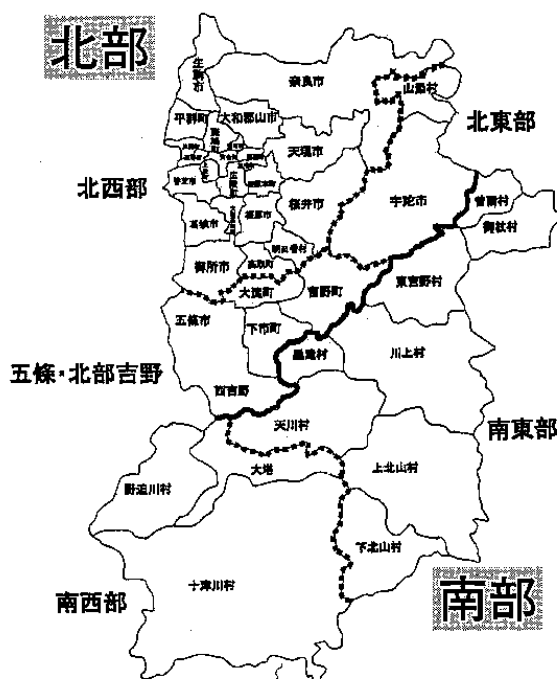 北部
生駒市
奈良市
山添村
北東部
平群町
大和郡山市
天理市
北西部
桜井市
宇陀市
曽爾村
御杖村
葛城市
橿原市
明日香村
御所市
高取町
大淀町
吉野町
東吉野村
五條市
下市町
黒滝村
川上村
五條・北部吉野
西吉野
天川村
南東部
大塔
上北山村
野迫川村
下北山村
十津川村
南西部
南部